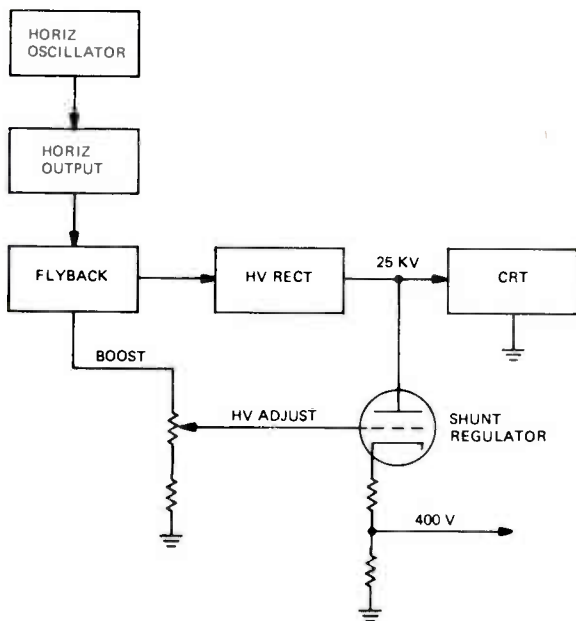 HORIZ
OSCILLATOR
HORIZ
OUTPUT
FLYBACK
HV RECT
25 KV
CRT
BOOST
HV ADJUST
SHUNT
REGULATOR
400 V